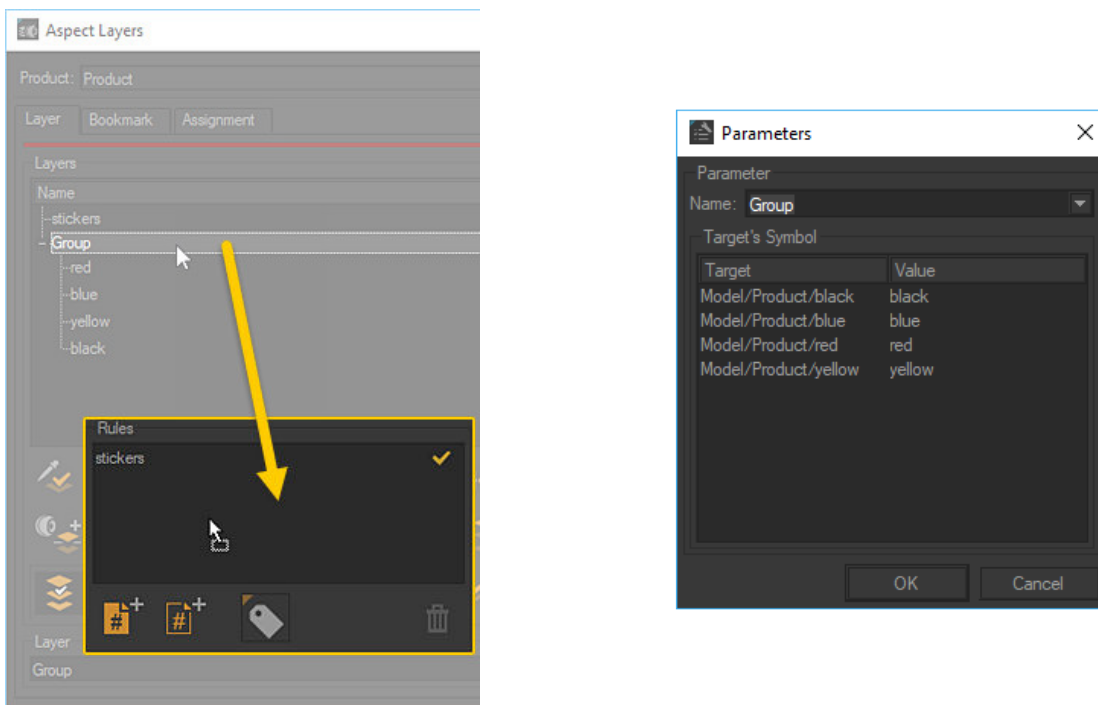 Aspect Layers
Product: Product
Layer Bookmark Assignment
Layers
Name
stickers
Group
red
blue
yellow
black
Rules
stickers
Layer
Group
Parameters
Parameter
Name: Group
Target's Symbol
Target Value
Model/Product/black black
Model/Product/blue blue
Model/Product/red red
Model/Product/yellow yellow
OK Cancel